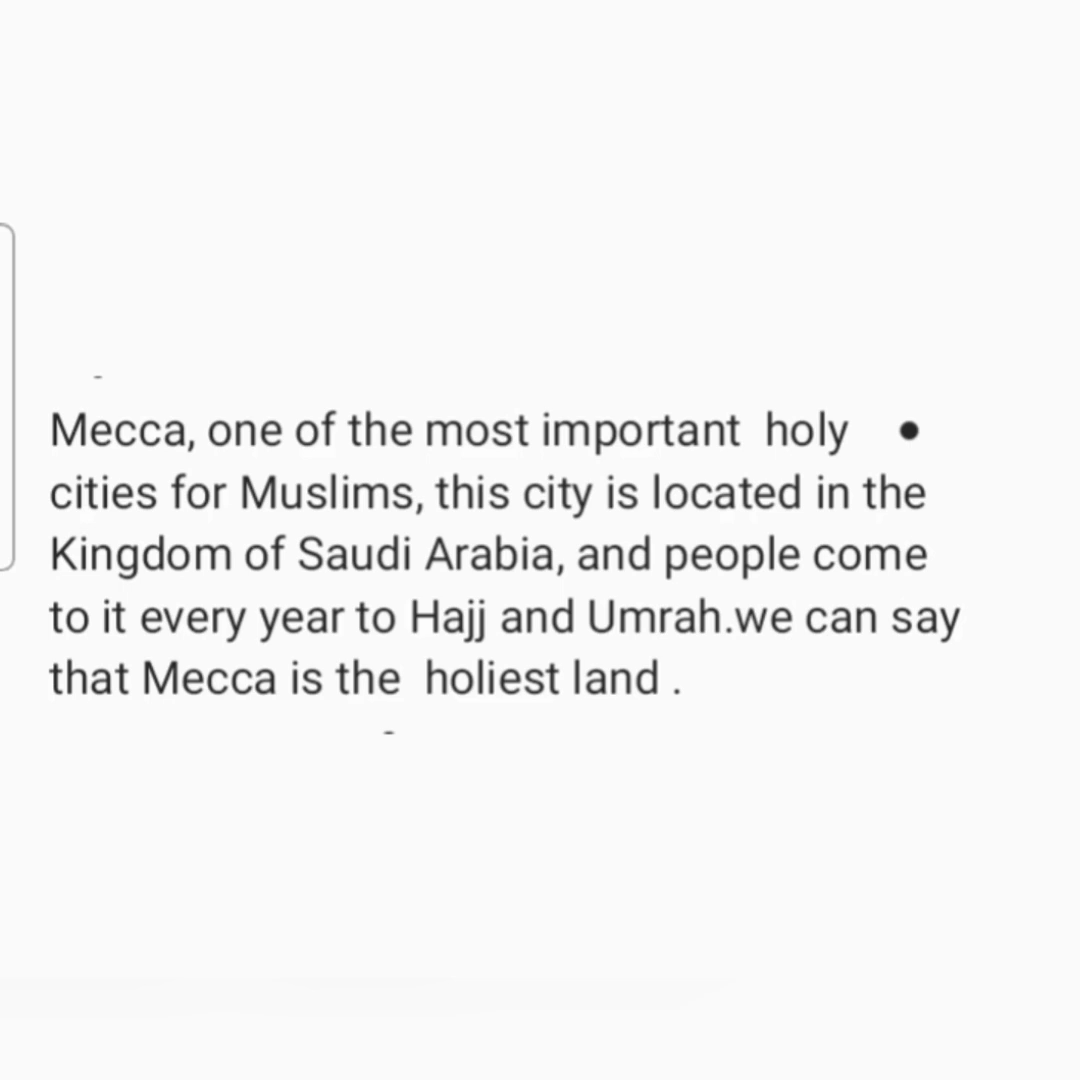 Mecca, one of the most important  holy •
cities for Muslims, this city is located in the
Kingdom of Saudi Arabia, and people come
to it every year to Hajj and Umrah.we can say
that Mecca is the  holiest land .